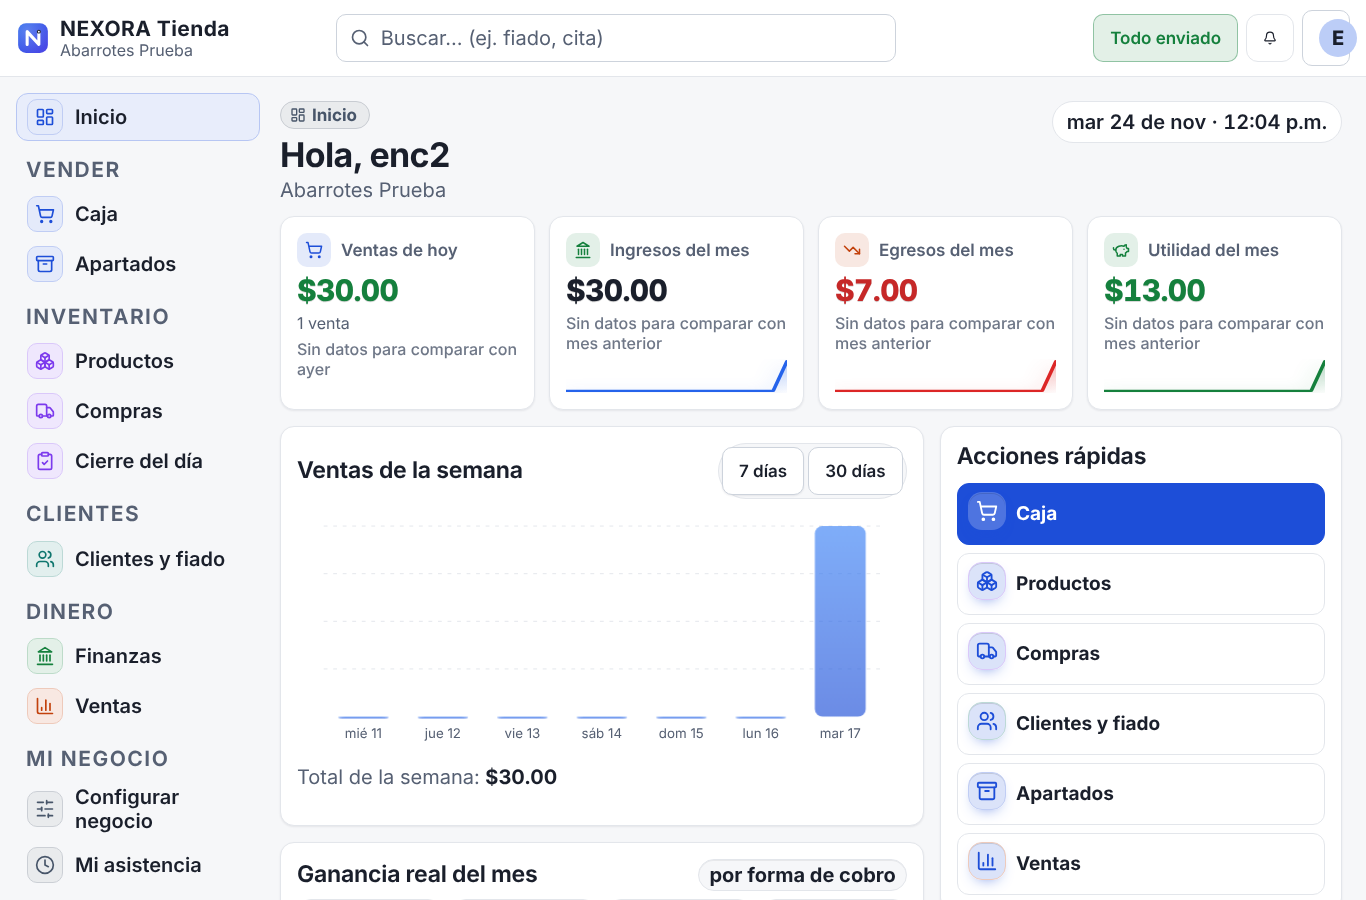 NEXORA Tienda
Abarrotes Prueba
Buscar... (ej. fiado, cita)
Todo enviado
E
Inicio
VENDER
Caja
Apartados
INVENTARIO
Productos
Compras
Cierre del día
CLIENTES
Clientes y fiado
DINERO
Finanzas
Ventas
MI NEGOCIO
Configurar
negocio
Mi asistencia
Inicio
mar 24 de nov · 12:04 p.m.
Hola, enc2
Abarrotes Prueba
Ventas de hoy
$30.00
1 venta
Sin datos para comparar con
ayer
Ingresos del mes
$30.00
Sin datos para comparar con
mes anterior
Egresos del mes
$7.00
Sin datos para comparar con
mes anterior
Utilidad del mes
$13.00
Sin datos para comparar con
mes anterior
Ventas de la semana
7 días
30 días
mié 11
jue 12
vie 13
sáb 14
dom 15
lun 16
mar 17
Total de la semana: $30.00
Ganancia real del mes
por forma de cobro
Acciones rápidas
Caja
Productos
Compras
Clientes y fiado
Apartados
Ventas